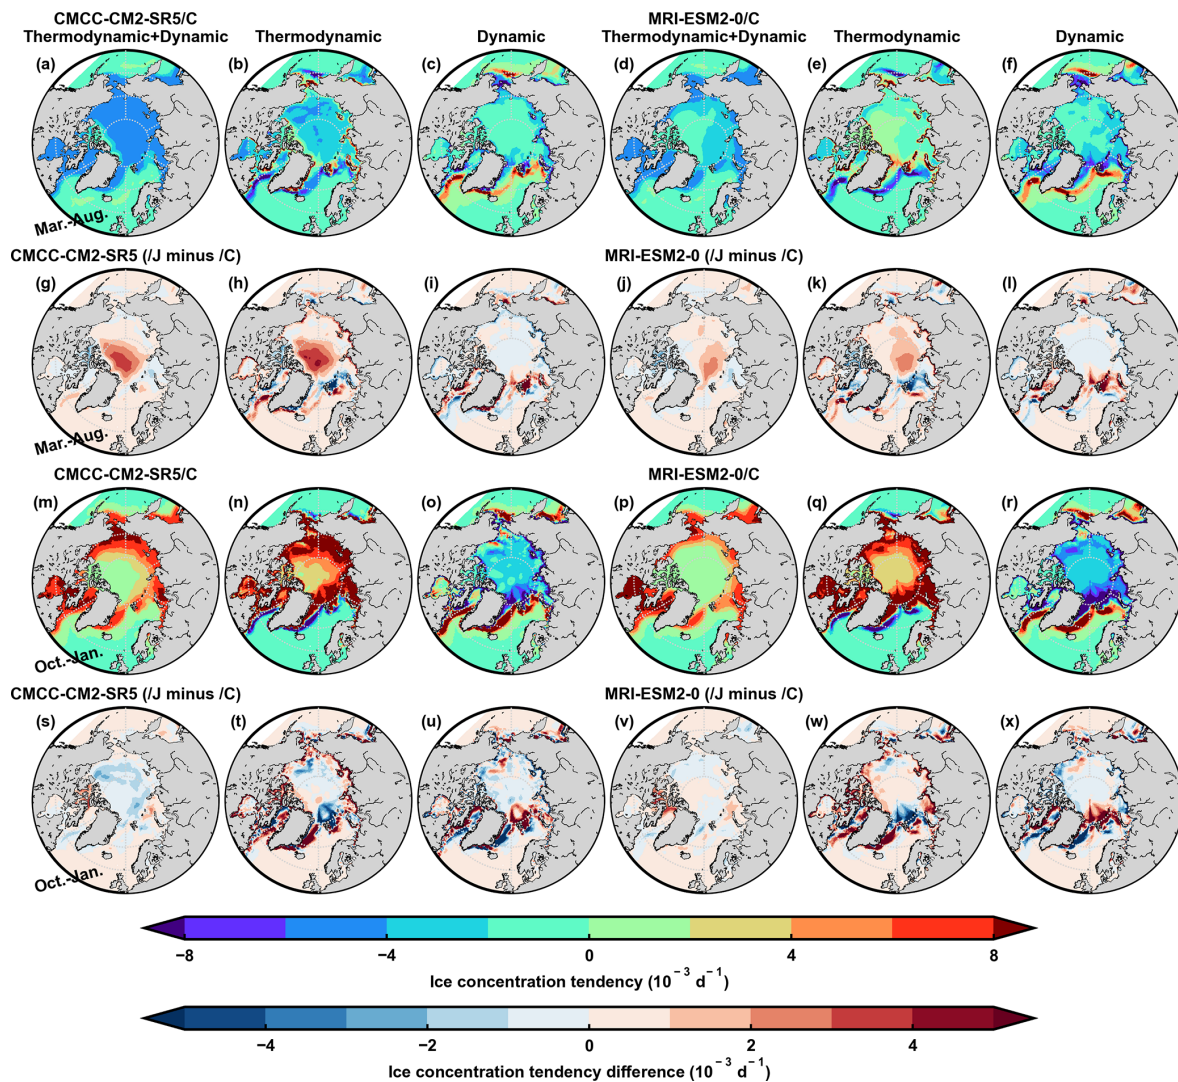 CMCC-CM2-SR5/C MRI-ESM2-0/C
Thermodynamic+Dynamic Thermodynamic Dynamic Thermodynamic+Dynamic Thermodynamic Dynamic
(a) (b) (c) (d) (e) (f)
Mar.-Aug.
CMCC-CM2-SR5 (/J minus /C) MRI-ESM2-0 (/J minus /C)
(g) (h) (i) (j) (k) (l)
Mar.-Aug.
CMCC-CM2-SR5/C MRI-ESM2-0/C
(m) (n) (o) (p) (q) (r)
Oct.-Jan.
CMCC-CM2-SR5 (/J minus /C) MRI-ESM2-0 (/J minus /C)
(s) (t) (u) (v) (w) (x)
Oct.-Jan.
−8 −4 0 4 8
Ice concentration tendency (10⁻³ d⁻¹)
−4 −2 0 2 4
Ice concentration tendency difference (10⁻³ d⁻¹)